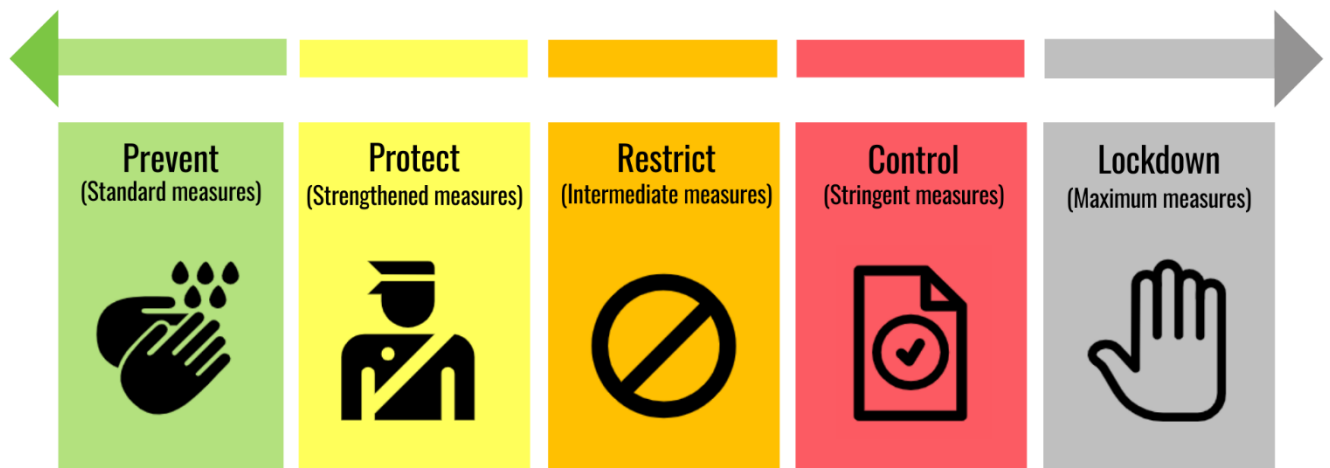 Prevent
(Standard measures)
Protect
(Strengthened measures)
Restrict
(Intermediate measures)
Control
(Stringent measures)
Lockdown
(Maximum measures)